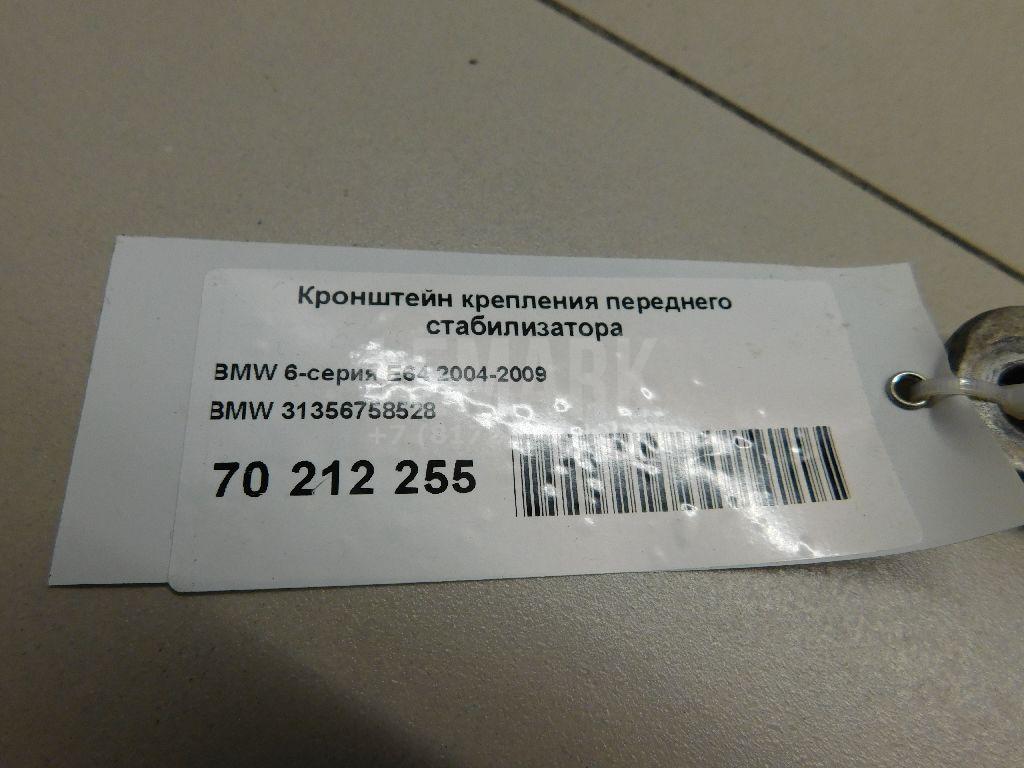 Кронштейн крепления переднего
стабилизатора
BMW 6-серия E64 2004-2009
BMW 31356758528
70 212 255